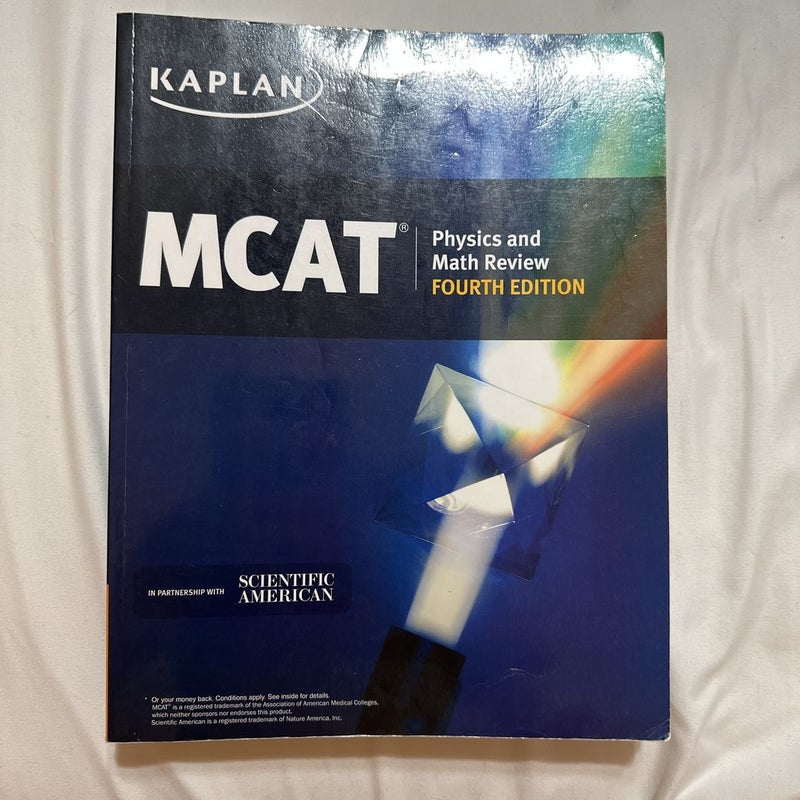 KAPLAN
MCAT®
Physics and
Math Review
FOURTH EDITION
IN PARTNERSHIP WITH
SCIENTIFIC
AMERICAN
* Or your money back. Conditions apply. See inside for details.
MCAT® is a registered trademark of the Association of American Medical Colleges,
which neither sponsors nor endorses this product.
Scientific American is a registered trademark of Nature America, Inc.